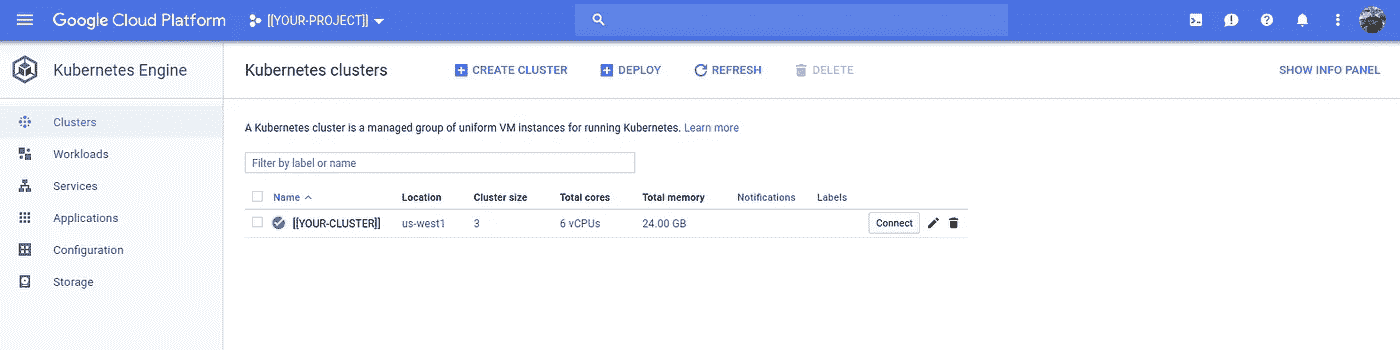 Google Cloud Platform [[YOUR-PROJECT]]
Kubernetes Engine
Clusters
Workloads
Services
Applications
Configuration
Storage
Kubernetes clusters CREATE CLUSTER DEPLOY REFRESH DELETE SHOW INFO PANEL
A Kubernetes cluster is a managed group of uniform VM instances for running Kubernetes. Learn more
Filter by label or name
Name Location Cluster size Total cores Total memory Notifications Labels
[[YOUR-CLUSTER]] us-west1 3 6 vCPUs 24.00 GB Connect